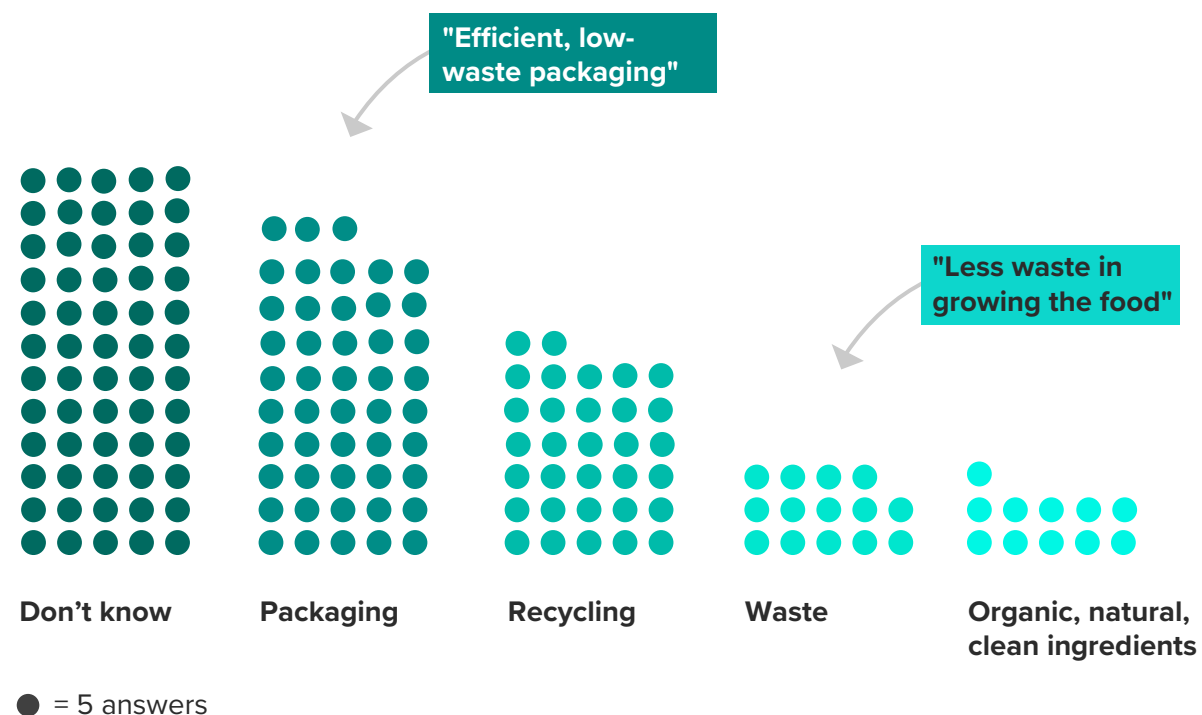 "Efficient, low-
waste packaging"
"Less waste in
growing the food"
Don’t know
Packaging
Recycling
Waste
Organic, natural,
clean ingredients
= 5 answers